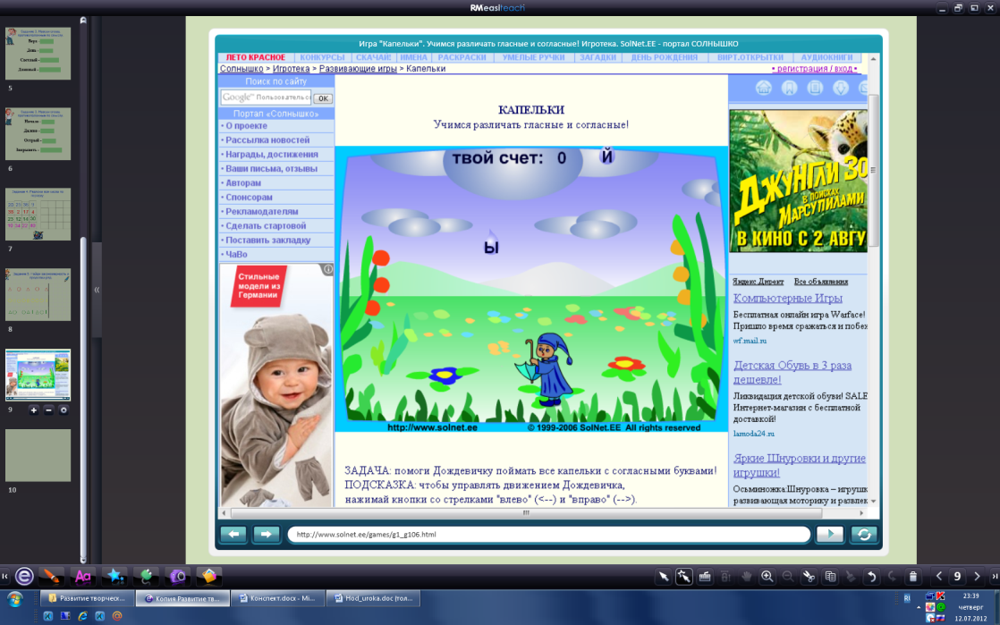 RMeasiteach
5
6
7
8
9
10
Игра "Капельки". Учимся различать гласные и согласные! Игротека. SolNet.EE - портал СОЛНЫШКО
ЛЕТО КРАСНОЕ КОНКУРСЫ СКАЧАЙ! ИМЕНА РАСКРАСКИ УМЕЛЫЕ РУЧКИ ЗАГАДКИ ДЕНЬ РОЖДЕНИЯ ВИРТ.ОТКРЫТКИ АУДИОКНИГИ
Солнышко > Игротека > Развивающие игры > Капельки
• регистрация / вход •
Поиск по сайту
Google™ Пользовательс
OK
Портал «Солнышко»
• О проекте
• Рассылка новостей
• Награды, достижения
• Ваши письма, отзывы
• Авторам
• Спонсорам
• Рекламодателям
• Сделать стартовой
• Поставить закладку
• ЧаВо
Стильные
модели из
Германии
КАПЕЛЬКИ
Учимся различать гласные и согласные!
твой счет: 0
Й
Ы
http://www.solnet.ee
© 1999-2006 SolNet.EE All rights reserved
ЗАДАЧА: помоги Дождевичку поймать все капельки с согласными буквами!
ПОДСКАЗКА: чтобы управлять движением Дождевичка,
нажимай кнопки со стрелками "влево" (<--) и "вправо" (-->).
ДЖУНГЛИ 3D
В ПОИСКАХ
МАРСУПИЛАМИ
В КИНО С 2 АВГУ
Яндекс.Директ Все объявления
Компьютерные Игры
Бесплатная онлайн игра Warface!
Пришло время сражаться и побеж
wf.mail.ru
Детская Обувь в 3 раза
дешевле!
Ликвидация детской обуви! SALE
Интернет-магазин с бесплатной
доставкой!
lamoda24.ru
Яркие Шнуровки и другие
игрушки!
Осьминожка:Шнуровка – игрушк
развивающая моторику и развлек
http://www.solnet.ee/games/g1_g106.html
9
Развитие творческ...
Копия Развитие тв...
Конспект.docx - Mi...
Hod_uroka.doc [тол...
RI
23:39
четверг
12.07.2012